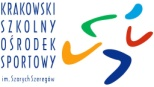 KRAKOWSKI
SZKOLNY
OŚRODEK
SPORTOWY
im. Szarych Szeregów